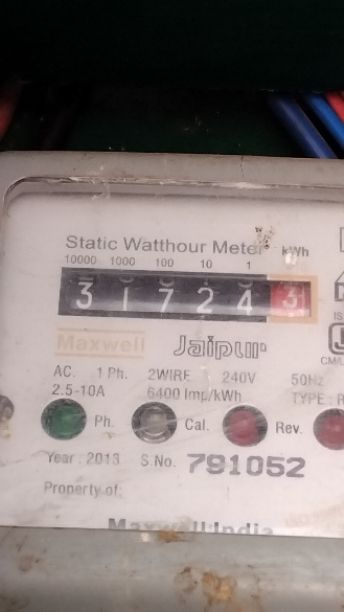 Static Watthour Meter kWh
10000 1000 100 10 1
3 1 7 2 4 3
Maxwell Jaipur
AC. 1 Ph. 2WIRE 240V 50Hz
2.5-10A 6400 Imp/kWh TYPE:
Ph. Cal. Rev.
Year: 2013 S.No. 791052
Property of:
Maxwell India